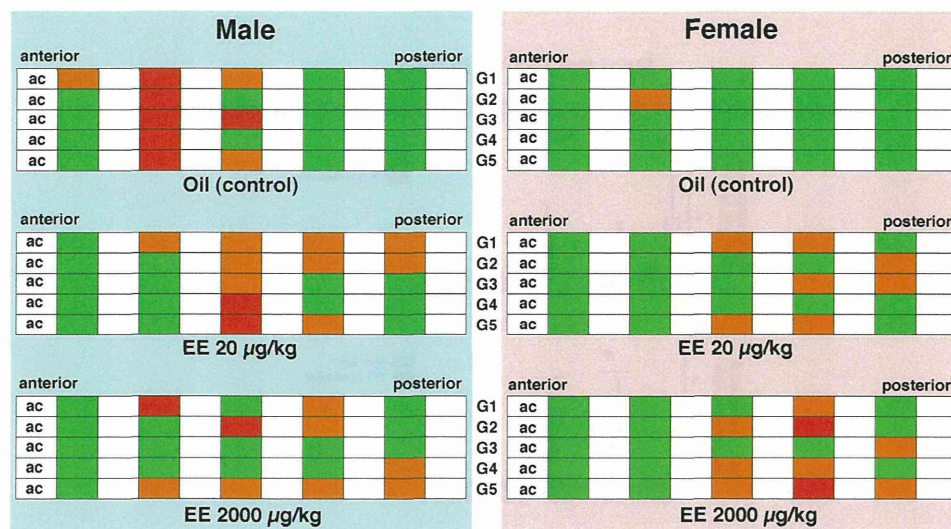 Male Female
anterior posterior anterior posterior
ac G1 ac
ac G2 ac
ac G3 ac
ac G4 ac
ac G5 ac
Oil (control) Oil (control)
anterior posterior anterior posterior
ac G1 ac
ac G2 ac
ac G3 ac
ac G4 ac
ac G5 ac
EE 20 µg/kg EE 20 µg/kg
anterior posterior anterior posterior
ac G1 ac
ac G2 ac
ac G3 ac
ac G4 ac
ac G5 ac
EE 2000 µg/kg EE 2000 µg/kg